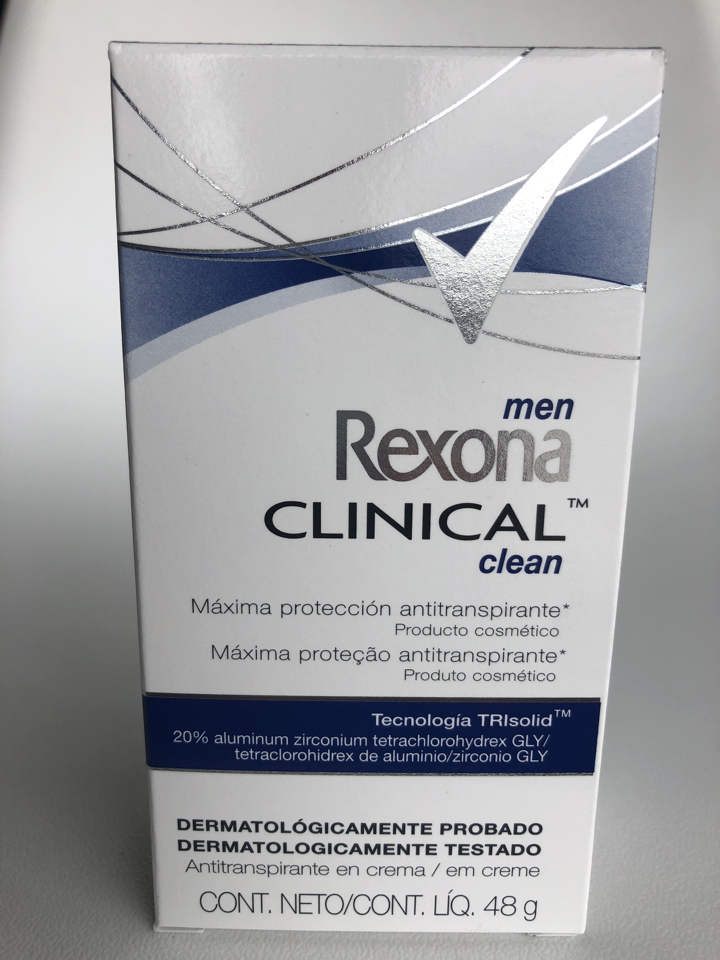 men
Rexona
CLINICAL™
clean
Máxima protección antitranspirante*
Producto cosmético
Máxima proteção antitranspirante*
Produto cosmético
Tecnología TRIsolid™
20% aluminum zirconium tetrachlorohydrex GLY/
tetraclorohidrex de aluminio/zirconio GLY
DERMATOLÓGICAMENTE PROBADO
DERMATOLOGICAMENTE TESTADO
Antitranspirante en crema / em creme
CONT. NETO/CONT. LÍQ. 48 g